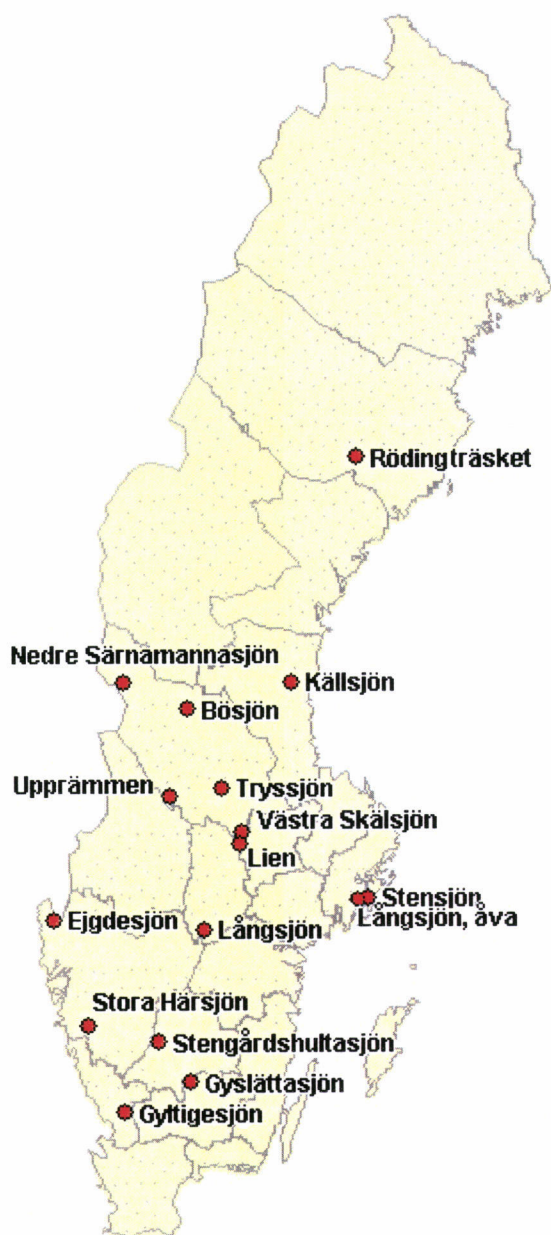 Rödingträsket
Nedre Särnamannasjön
Källsjön
Bösjön
Upprämmen
Tryssjön
Västra Skälsjön
Lien
Stensjön
Långsjön, åva
Ejgdesjön
Långsjön
Stora Härsjön
Stengårdshultasjön
Gyslättasjön
Gyltigesjön